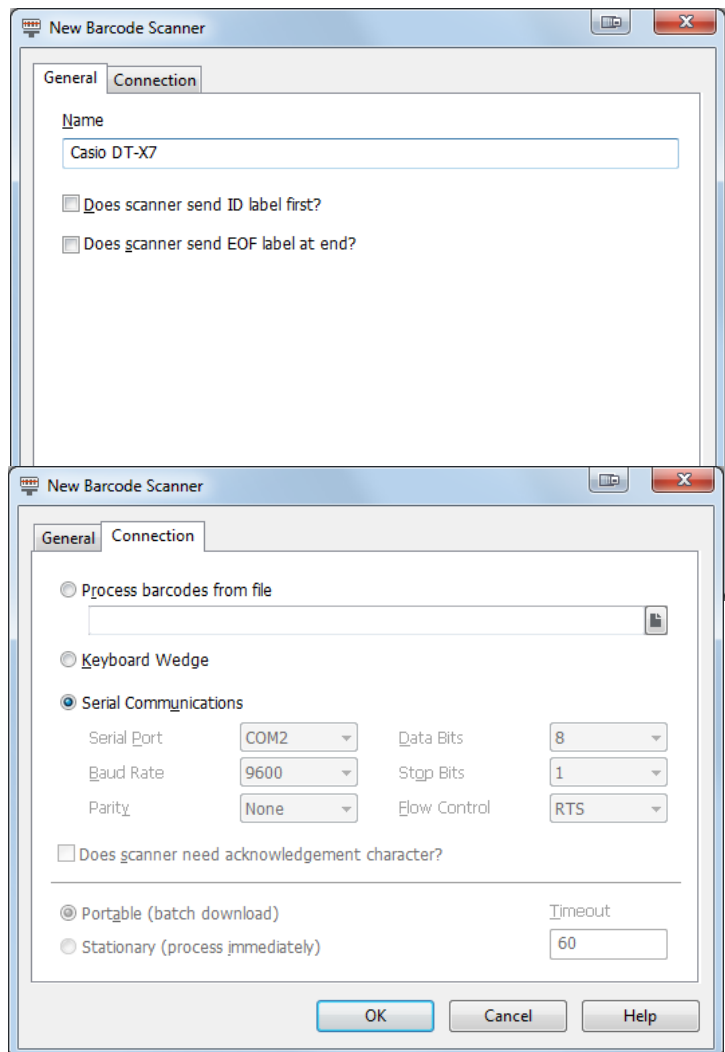 New Barcode Scanner
General Connection
Name
Casio DT-X7
Does scanner send ID label first?
Does scanner send EOF label at end?
New Barcode Scanner
General Connection
Process barcodes from file
Keyboard Wedge
Serial Communications
Serial Port COM2 Data Bits 8
Baud Rate 9600 Stop Bits 1
Parity None Flow Control RTS
Does scanner need acknowledgement character?
Portable (batch download) Timeout
Stationary (process immediately) 60
OK Cancel Help